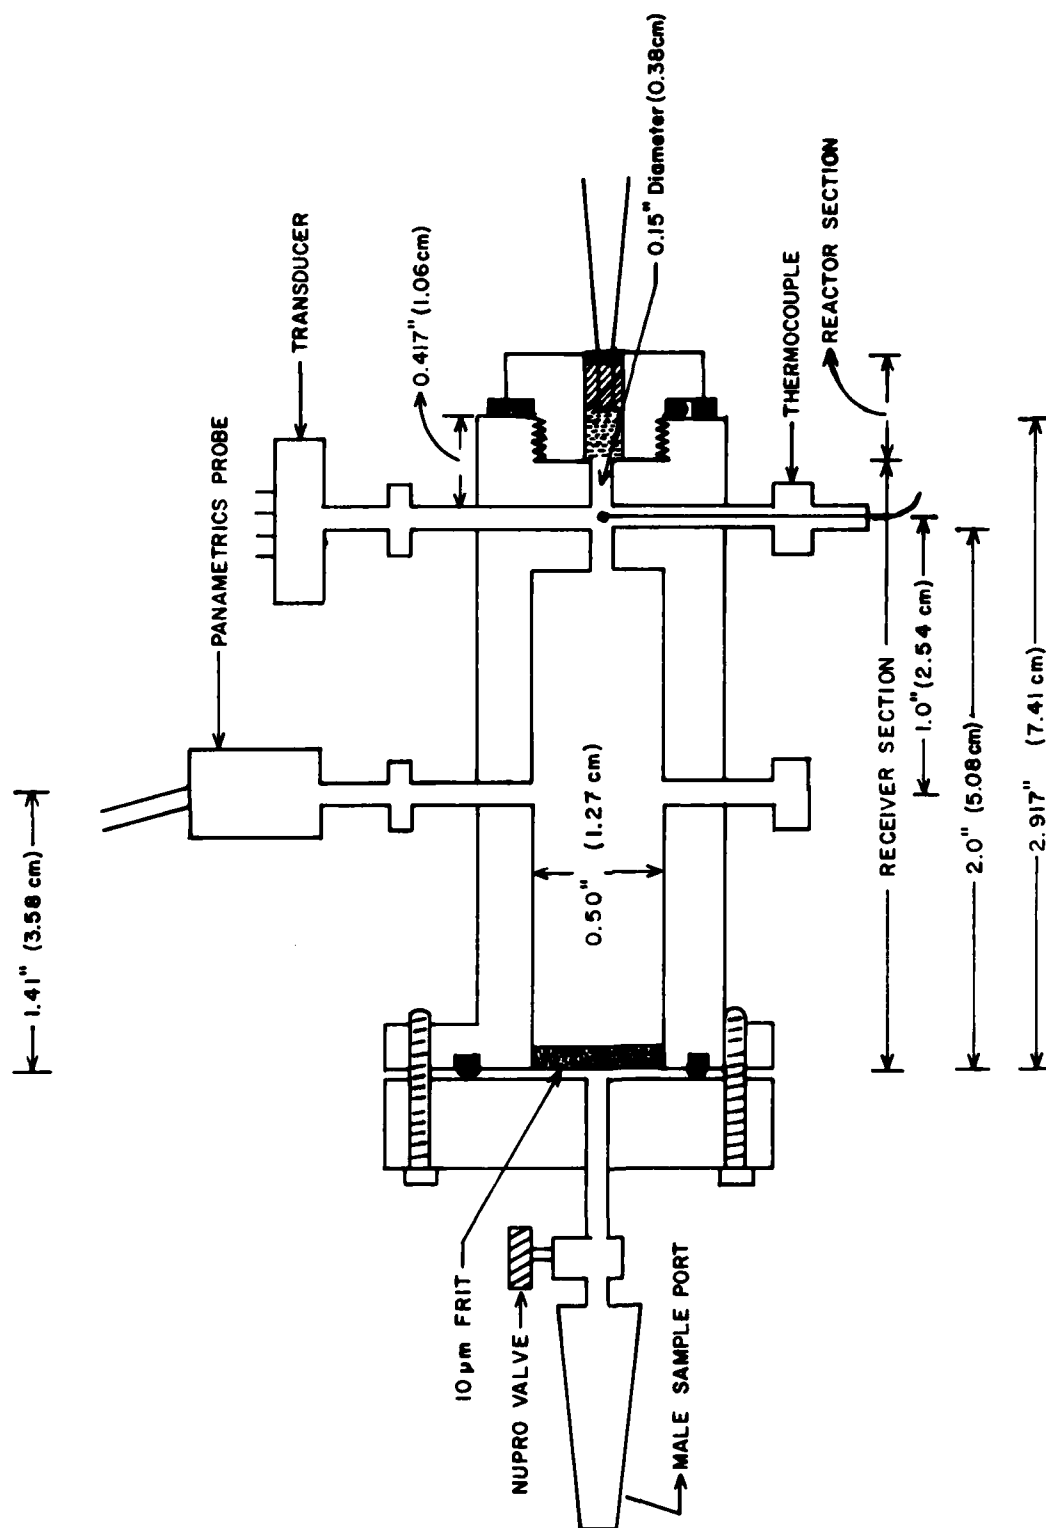 1.41" (3.58 cm)
PANAMETRICS PROBE
TRANSDUCER
0.417" (1.06cm)
0.15" Diameter (0.38cm)
0.50" (1.27 cm)
10 µm FRIT
NUPRO VALVE
MALE SAMPLE PORT
THERMOCOUPLE
REACTOR SECTION
RECEIVER SECTION
1.0" (2.54 cm)
2.0" (5.08cm)
2.917" (7.41 cm)